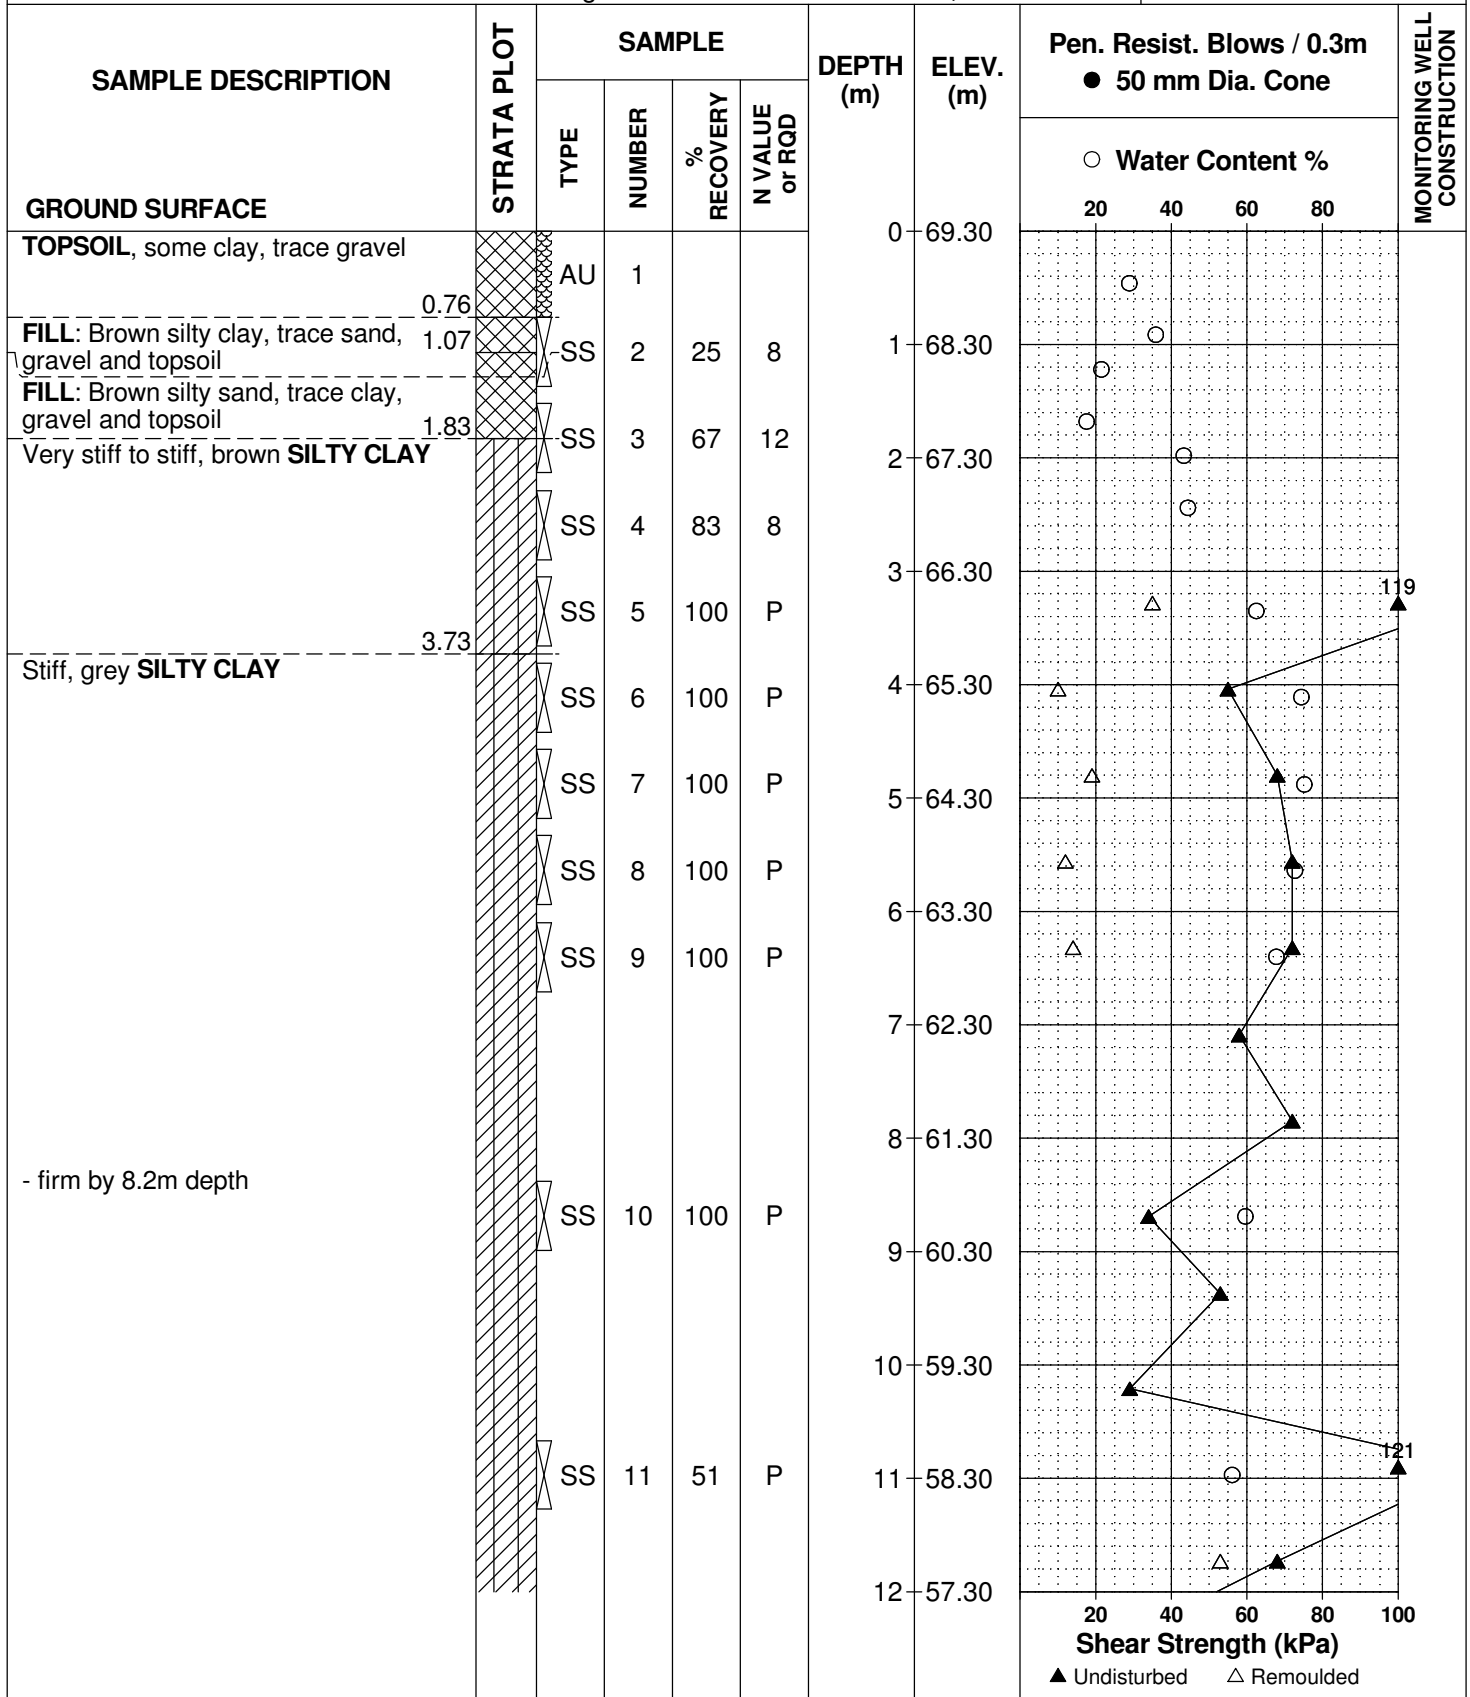 SAMPLE DESCRIPTION
GROUND SURFACE
STRATA PLOT
SAMPLE
TYPE
NUMBER
% RECOVERY
N VALUE or RQD
DEPTH (m)
ELEV. (m)
Pen. Resist. Blows / 0.3m
● 50 mm Dia. Cone
○ Water Content %
20 40 60 80
MONITORING WELL CONSTRUCTION
0 69.30
TOPSOIL, some clay, trace gravel
AU 1
0.76
FILL: Brown silty clay, trace sand, gravel and topsoil
1.07
SS 2 25 8
1 68.30
FILL: Brown silty sand, trace clay, gravel and topsoil
1.83
SS 3 67 12
Very stiff to stiff, brown SILTY CLAY
2 67.30
SS 4 83 8
3 66.30
119
SS 5 100 P
3.73
Stiff, grey SILTY CLAY
4 65.30
SS 6 100 P
SS 7 100 P
5 64.30
SS 8 100 P
6 63.30
SS 9 100 P
7 62.30
8 61.30
- firm by 8.2m depth
SS 10 100 P
9 60.30
10 59.30
121
SS 11 51 P
11 58.30
12 57.30
20 40 60 80 100
Shear Strength (kPa)
▲ Undisturbed △ Remoulded